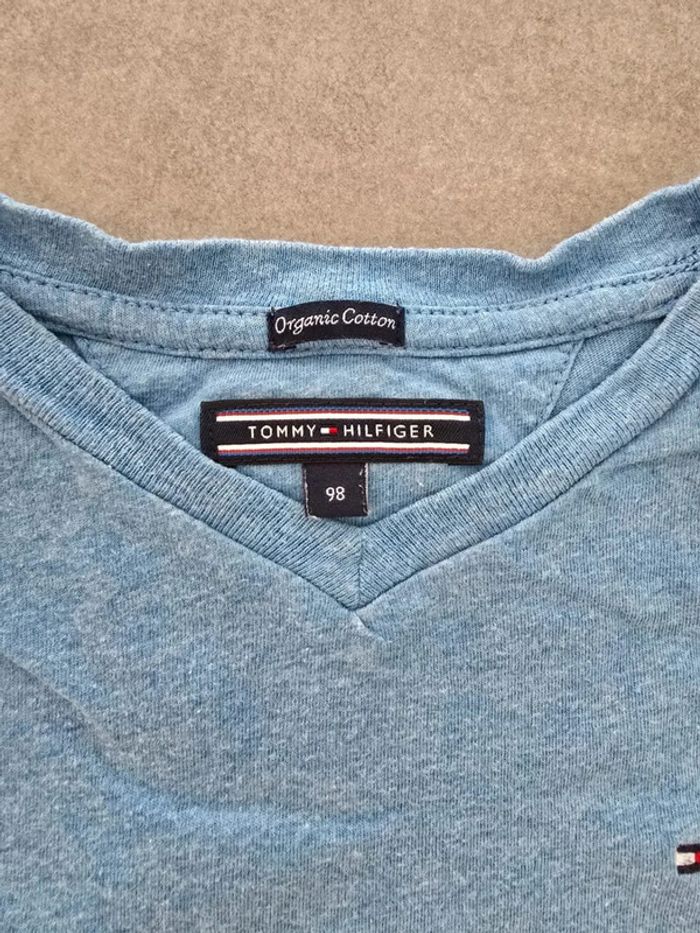 Organic Cotton
TOMMY HILFIGER
98